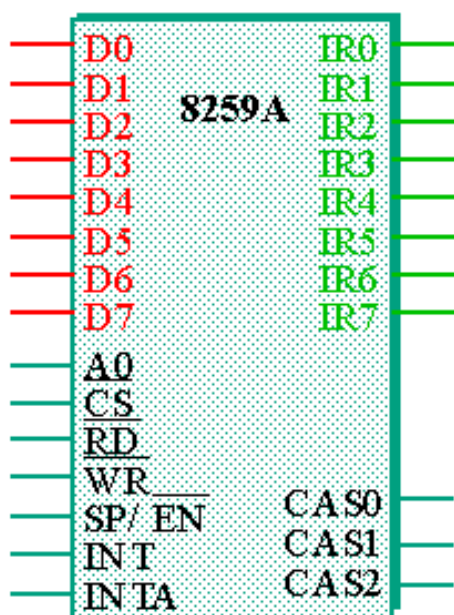 D0 IR0
D1 IR1
8259A
D2 IR2
D3 IR3
D4 IR4
D5 IR5
D6 IR6
D7 IR7
A0
CS
RD
WR
SP/ EN
CAS0
INT
CAS1
INTA
CAS2